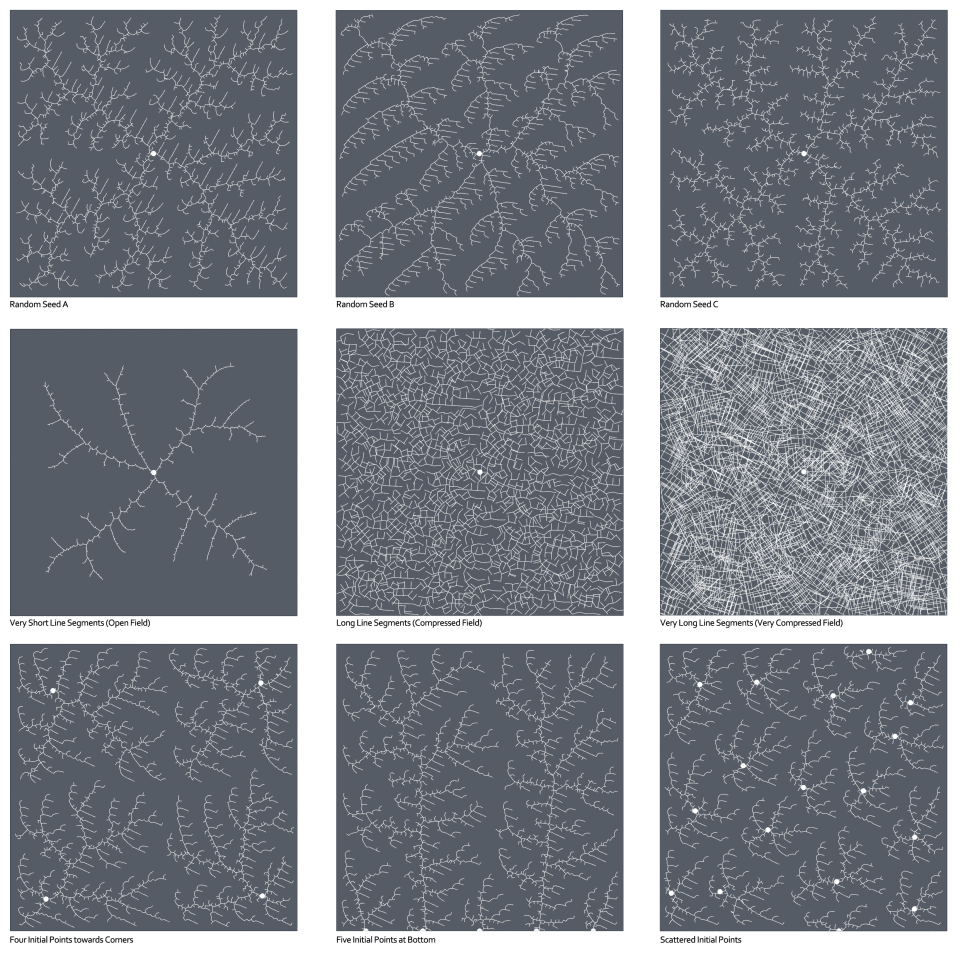 Random Seed A
Random Seed B
Random Seed C
Very Short Line Segments (Open Field)
Long Line Segments (Compressed Field)
Very Long Line Segments (Very Compressed Field)
Four Initial Points towards Corners
Five Initial Points at Bottom
Scattered Initial Points